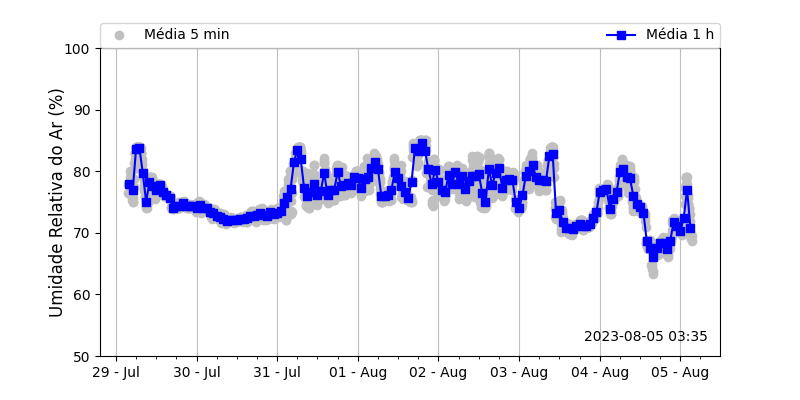 Média 5 min
Média 1 h
Umidade Relativa do Ar (%)
100
90
80
70
60
50
2023-08-05 03:35
29 - Jul
30 - Jul
31 - Jul
01 - Aug
02 - Aug
03 - Aug
04 - Aug
05 - Aug